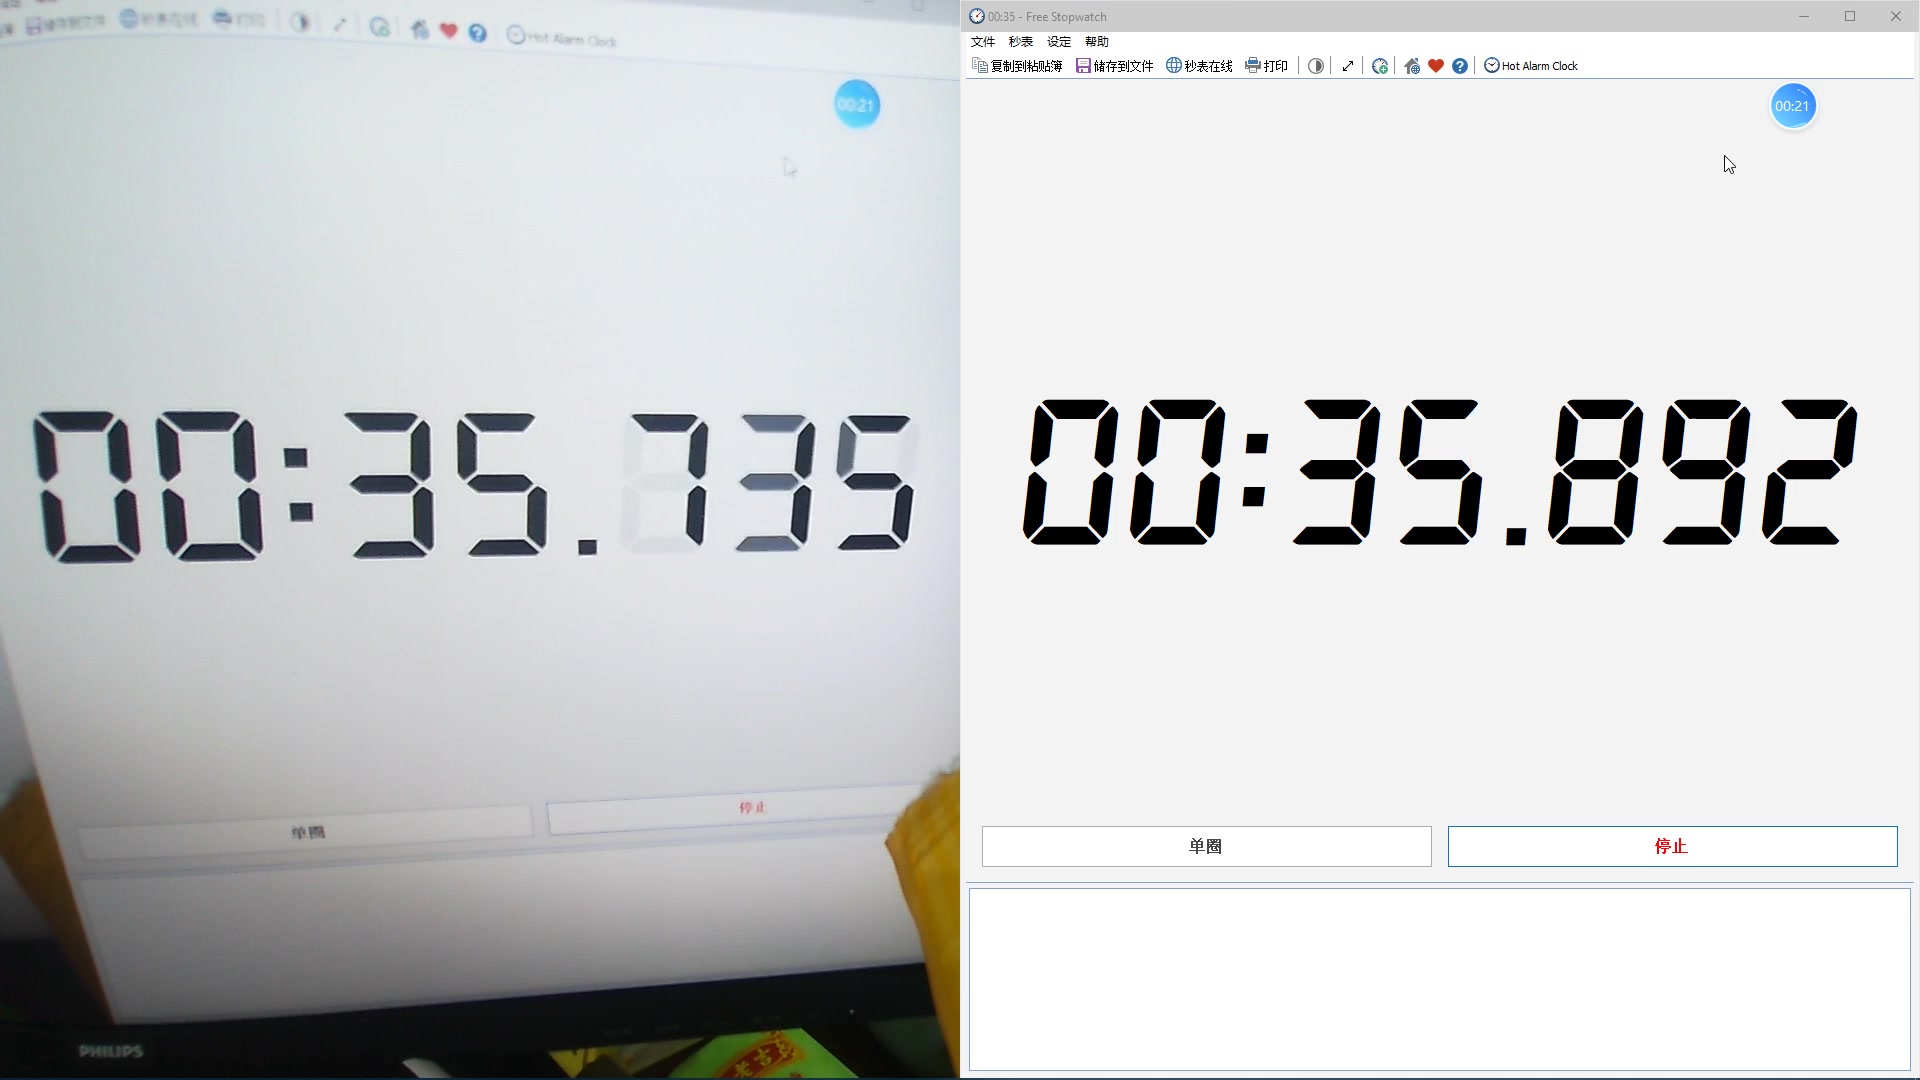 储存到文件 秒表在线 打印 Hot Alarm Clock
00:21
00:35.735
单圈 停止
PHILIPS
老吉
00:35 - Free Stopwatch
文件 秒表 设定 帮助
复制到粘贴簿 储存到文件 秒表在线 打印 Hot Alarm Clock
00:21
00:35.892
单圈 停止